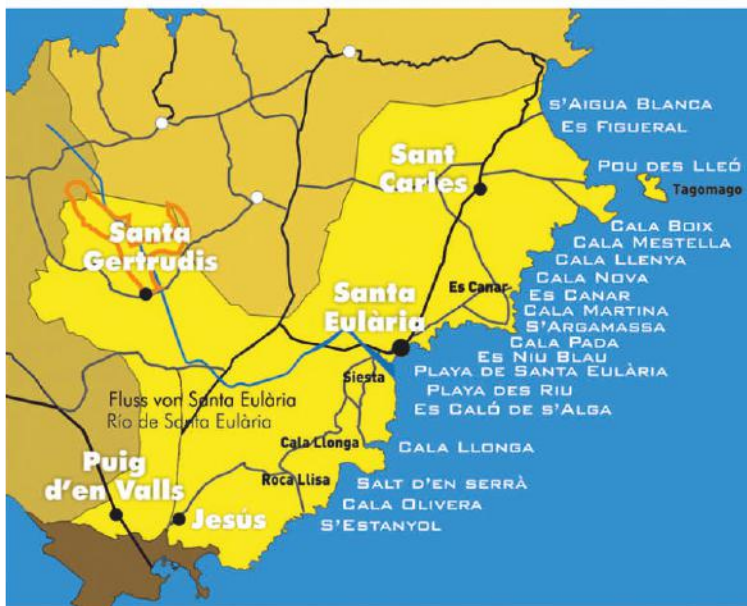 s'Aigua Blanca
Es Figueral
Sant
Carles
Pou des Lleó
Tagomago
Santa
Gertrudis
Cala Boix
Cala Mestella
Cala Llenya
Cala Nova
Es Canar
Es Canar
Santa
Eulària
Cala Martina
s'Argamassa
Cala Pada
Es Niu Blau
Playa de Santa Eulària
Siesta
Playa des Riu
Es Caló de s'Alga
Fluss von Santa Eulària
Río de Santa Eulària
Cala Llonga
Cala Llonga
Puig
d'en Valls
Roca Llisa
Salt d'en Serrà
Cala Olivera
Jesús
s'Estanyol